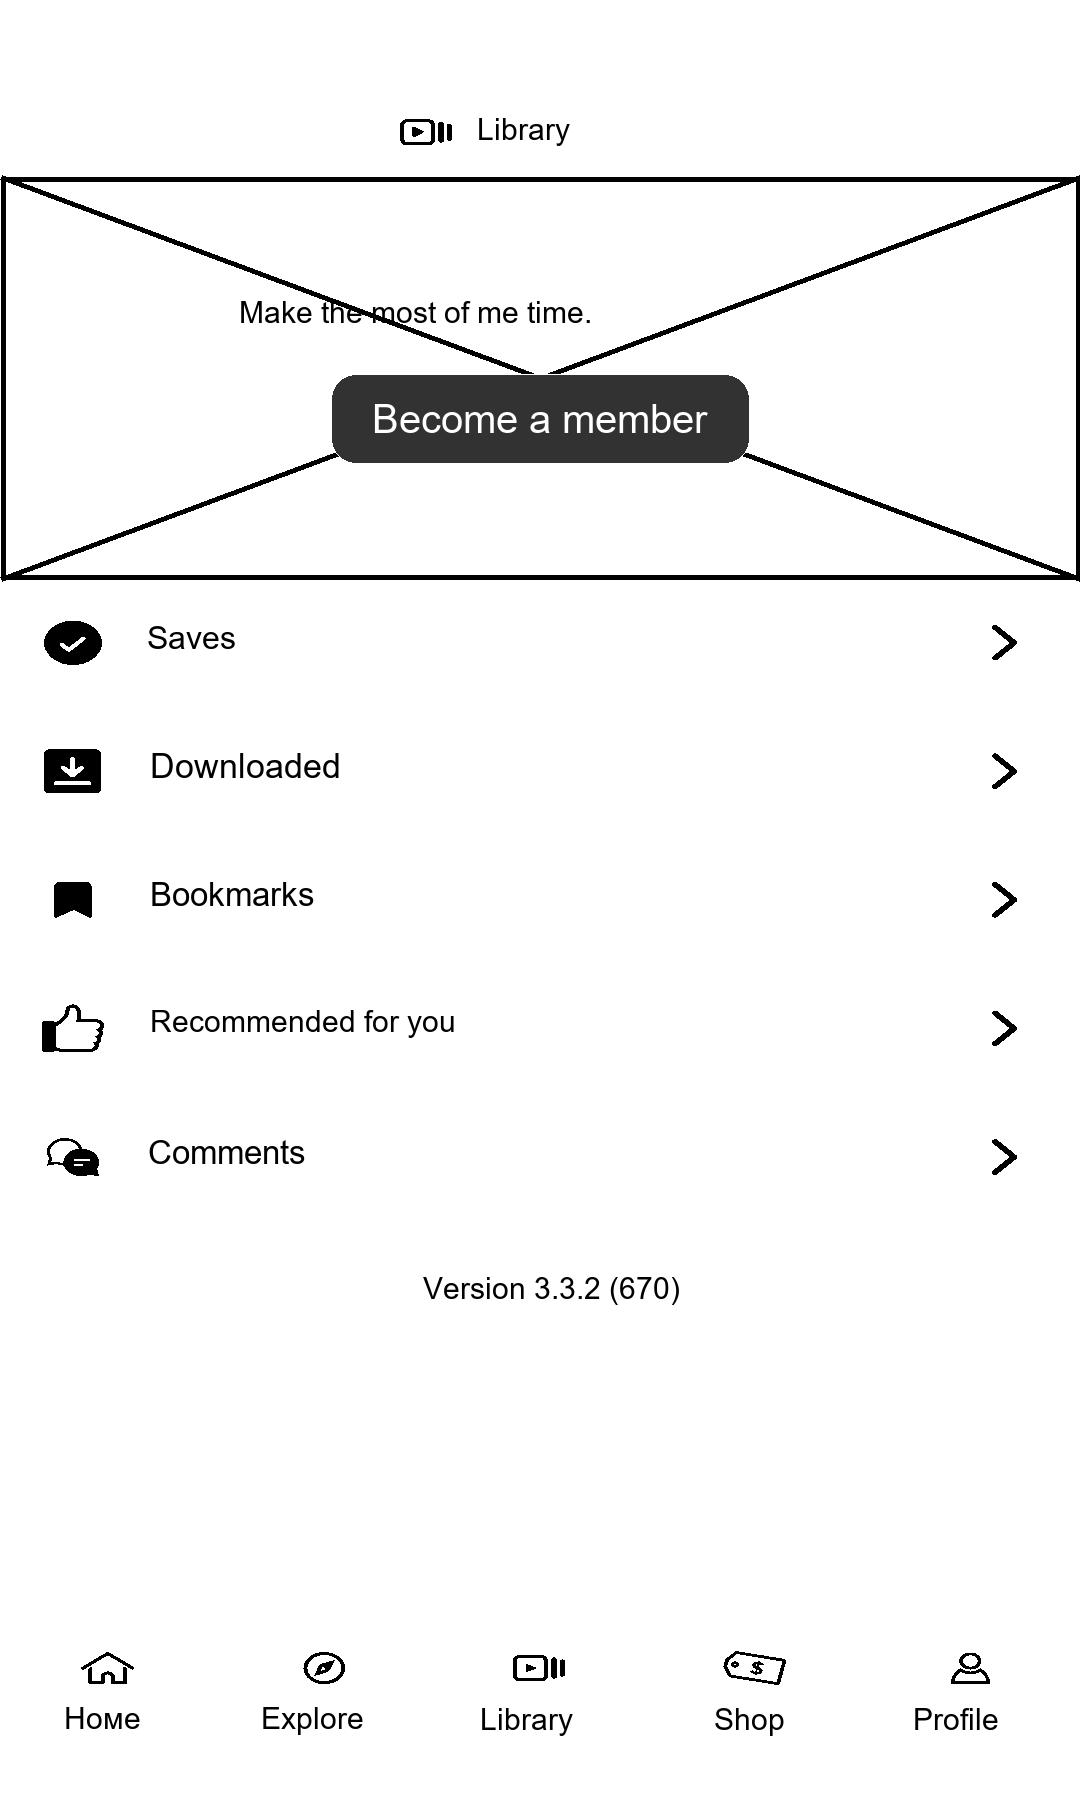 Library
Make the most of me time.
Become a member
Saves
Downloaded
Bookmarks
Recommended for you
Comments
Version 3.3.2 (670)
Home Explore Library Shop Profile